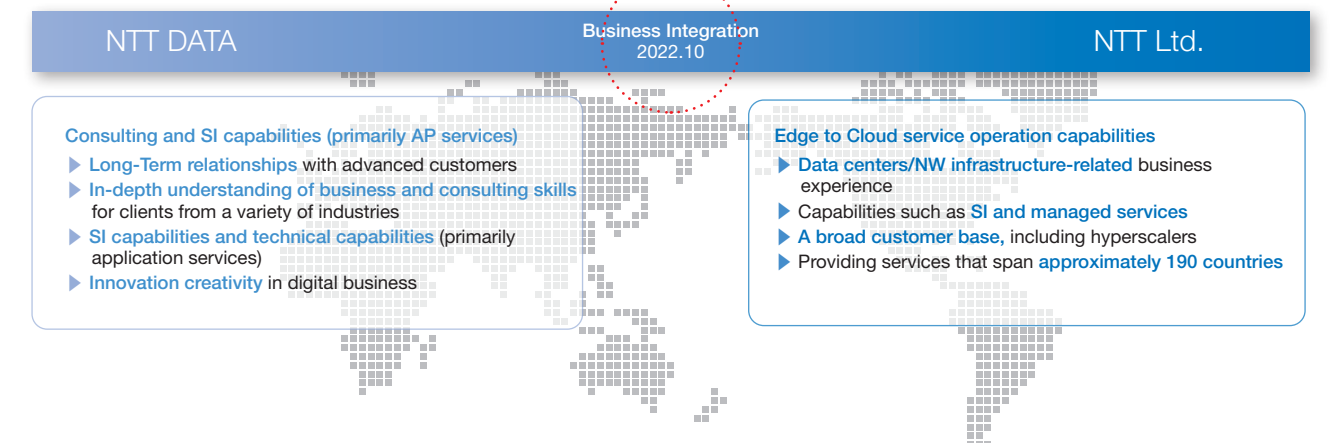 NTT DATA
Business Integration
2022.10
NTT Ltd.
Consulting and SI capabilities (primarily AP services)
Long-Term relationships with advanced customers
In-depth understanding of business and consulting skills
for clients from a variety of industries
SI capabilities and technical capabilities (primarily
application services)
Innovation creativity in digital business
Edge to Cloud service operation capabilities
Data centers/NW infrastructure-related business
experience
Capabilities such as SI and managed services
A broad customer base, including hyperscalers
Providing services that span approximately 190 countries